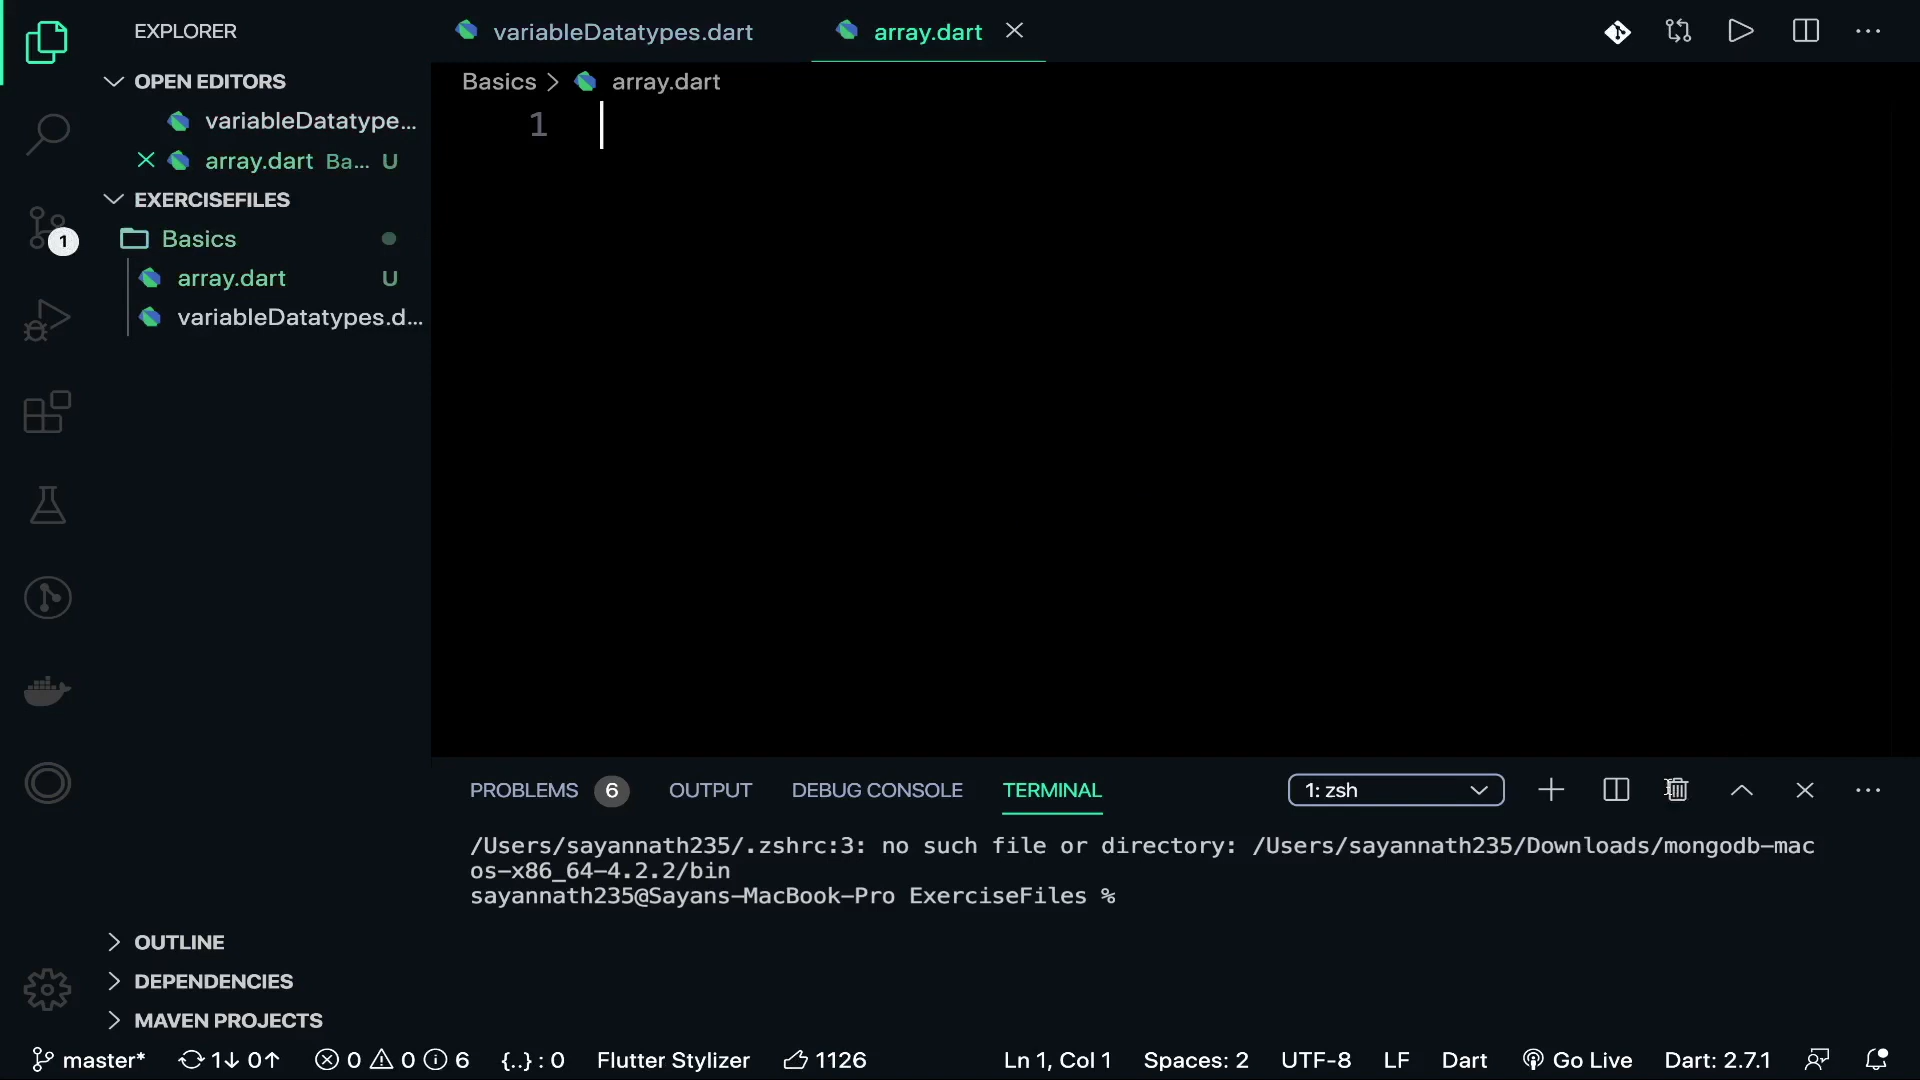 EXPLORER
variableDatatypes.dart
array.dart
OPEN EDITORS
variableDatatype...
array.dart Ba... U
EXERCISEFILES
Basics
array.dart U
variableDatatypes.d...
1
Basics > array.dart
1
PROBLEMS 6 OUTPUT DEBUG CONSOLE TERMINAL 1: zsh
/Users/sayannath235/.zshrc:3: no such file or directory: /Users/sayannath235/Downloads/mongodb-mac
os-x86_64-4.2.2/bin
sayannath235@Sayans-MacBook-Pro ExerciseFiles %
OUTLINE
DEPENDENCIES
MAVEN PROJECTS
master* 1↓ 0↑ 0 0 6 {..} : 0 Flutter Stylizer 1126 Ln 1, Col 1 Spaces: 2 UTF-8 LF Dart Go Live Dart: 2.7.1